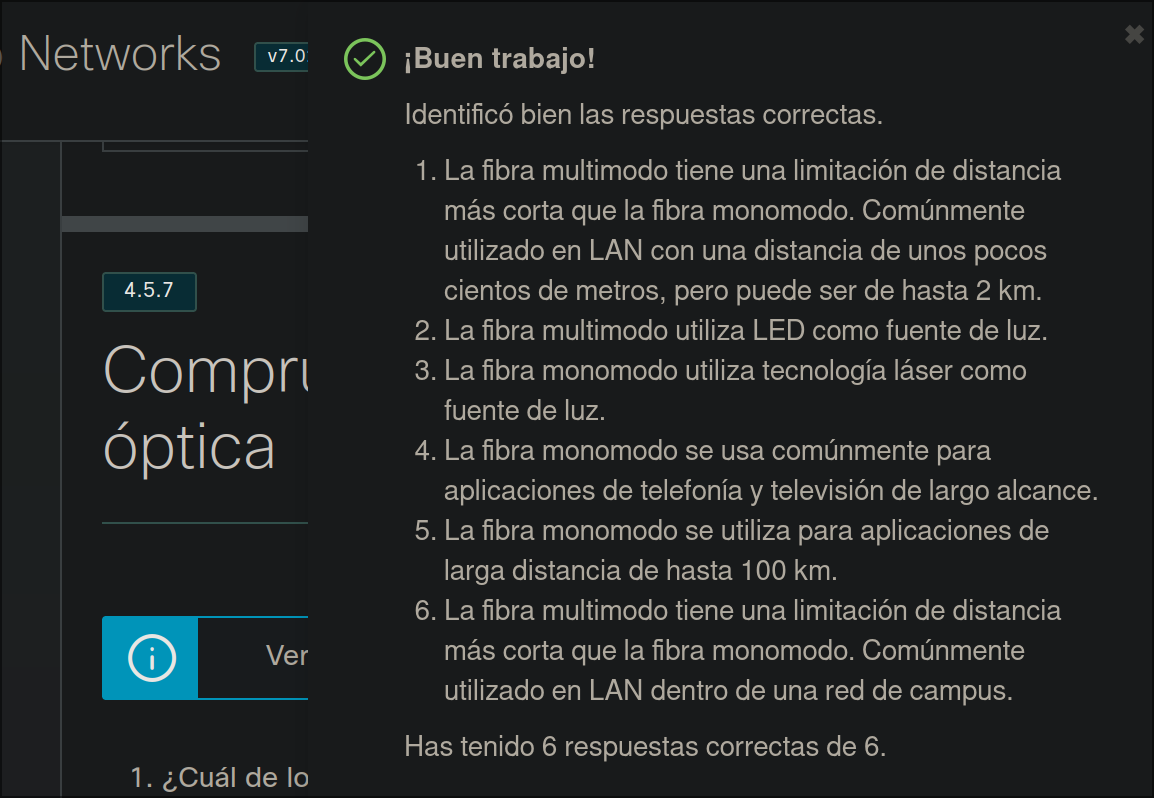 Networks
v7.0
4.5.7
Compru
óptica
Ver
1. ¿Cuál de lo
¡Buen trabajo!
Identificó bien las respuestas correctas.
1. La fibra multimodo tiene una limitación de distancia
más corta que la fibra monomodo. Comúnmente
utilizado en LAN con una distancia de unos pocos
cientos de metros, pero puede ser de hasta 2 km.
2. La fibra multimodo utiliza LED como fuente de luz.
3. La fibra monomodo utiliza tecnología láser como
fuente de luz.
4. La fibra monomodo se usa comúnmente para
aplicaciones de telefonía y televisión de largo alcance.
5. La fibra monomodo se utiliza para aplicaciones de
larga distancia de hasta 100 km.
6. La fibra multimodo tiene una limitación de distancia
más corta que la fibra monomodo. Comúnmente
utilizado en LAN dentro de una red de campus.
Has tenido 6 respuestas correctas de 6.